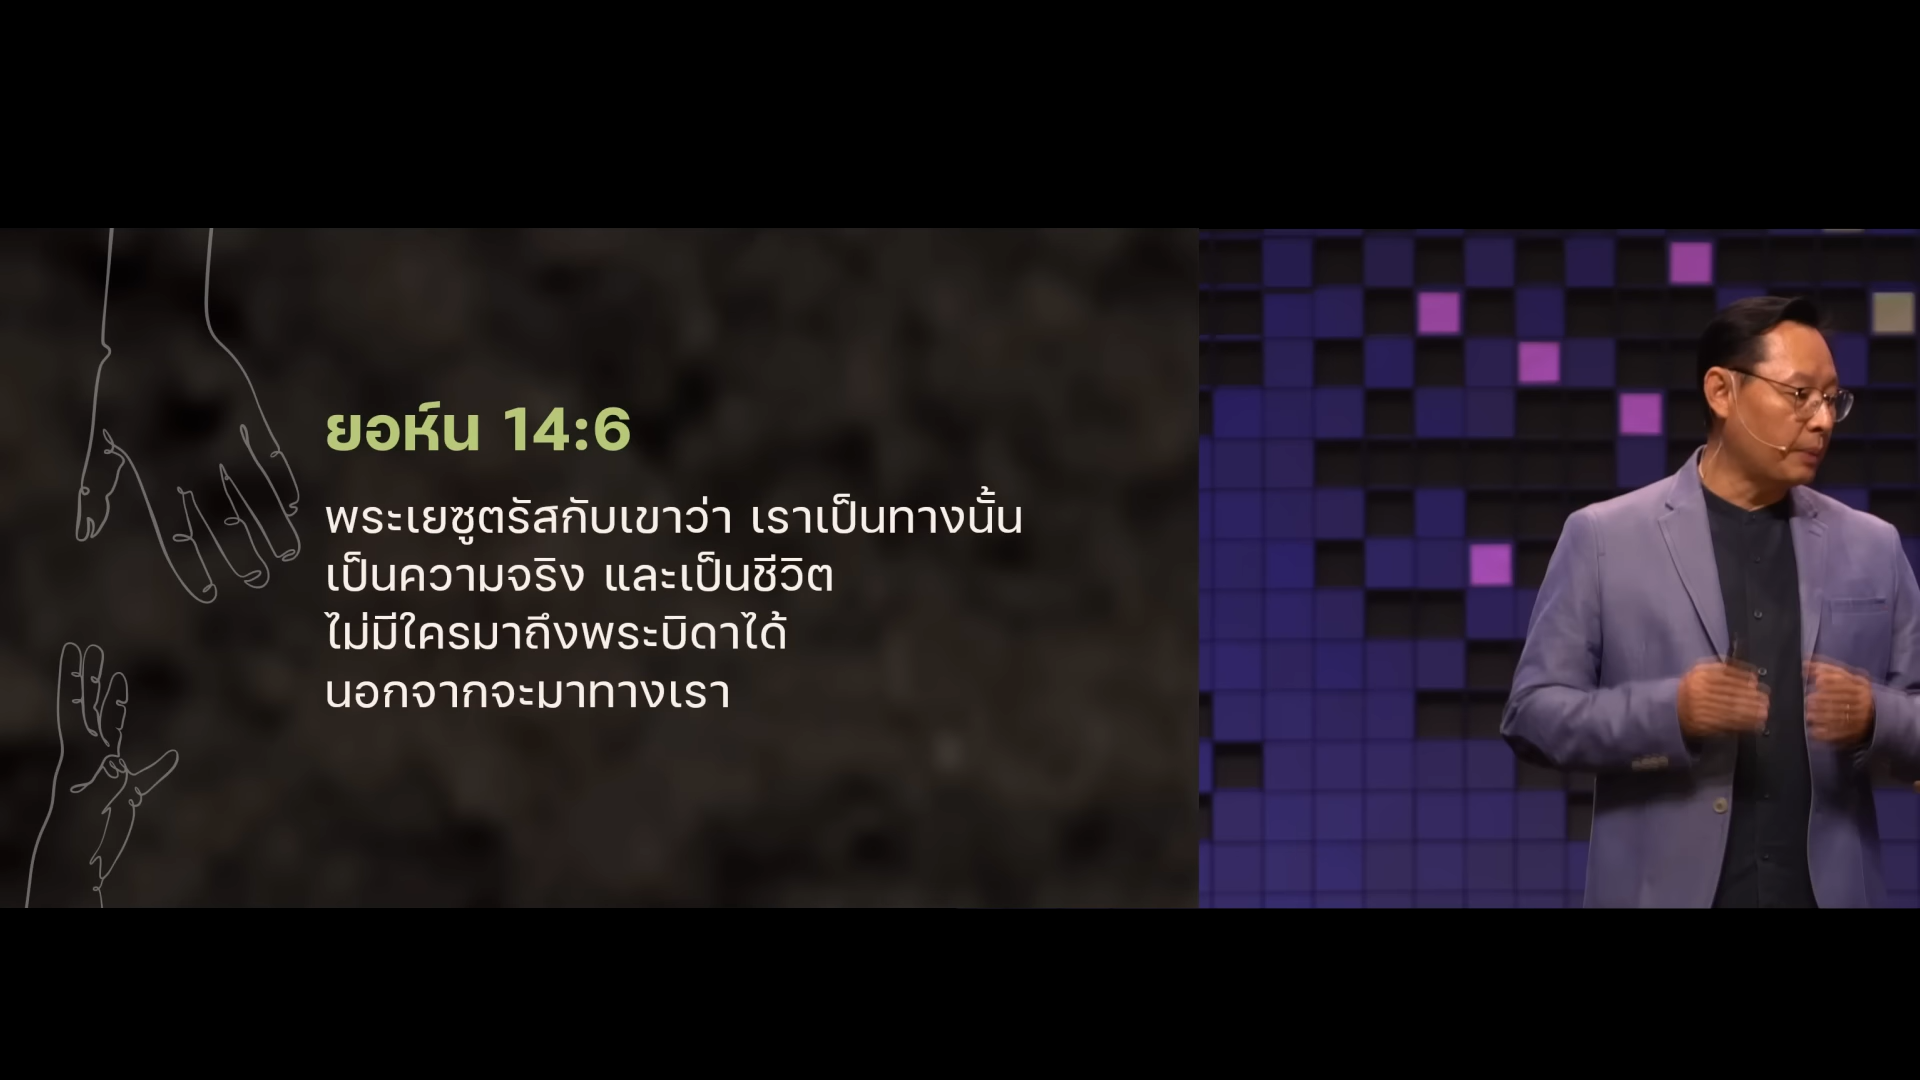 ยอห์น 14:6
พระเยซูตรัสกับเขาว่า เราเป็นทางนั้น
เป็นความจริง และเป็นชีวิต
ไม่มีใครมาถึงพระบิดาได้
นอกจากจะมาทางเรา